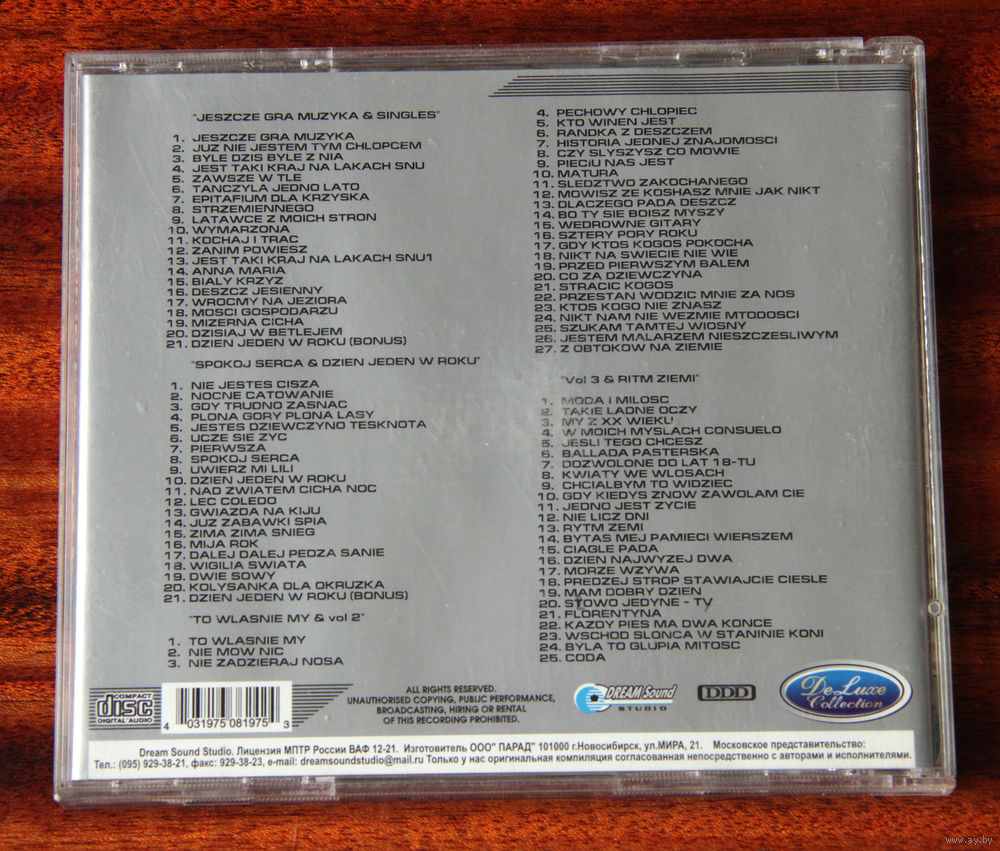 "JESZCZE GRA MUZYKA & SINGLES"
1. JESZCZE GRA MUZYKA
2. JUZ NIE JESTEM TYM CHLOPCEM
3. BYLE DZIS BYLE Z NIA
4. JEST TAKI KRAJ NA LAKACH SNU
5. ZAWSZE W TLE
6. TANCZYLA JEDNO LATO
7. EPITAFIUM DLA KRZYSKA
8. STRZEMIENNEGO
9. LATAWCE Z MOICH STRON
10. WYMARZONA
11. KOCHAJ I TRAC
12. ZANIM POWIESZ
13. JEST TAKI KRAJ NA LAKACH SNU1
14. ANNA MARIA
15. BIALY KRZYZ
16. DESZCZ JESIENNY
17. WROCMY NA JEZIORA
18. MOSCI GOSPODARZU
19. MIZERNA CICHA
20. DZISIAJ W BETLEJEM
21. DZIEN JEDEN W ROKU (BONUS)
"SPOKOJ SERCA & DZIEN JEDEN W ROKU"
1. NIE JESTES CISZA
2. NOCNE CATOWANIE
3. GDY TRUDNO ZASNAC
4. PLONA GORY PLONA LASY
5. JESTES DZIEWCZYNO TESKNOTA
6. UCZE SIE ZYC
7. PIERWSZA
8. SPOKOJ SERCA
9. UWIERZ MI LILI
10. DZIEN JEDEN W ROKU
11. NAD ZWIATEM CICHA NOC
12. LEC COLEDO
13. GWIAZDA NA KIJU
14. JUZ ZABAWKI SPIA
15. ZIMA ZIMA SNIEG
16. MIJA ROK
17. DALEJ DALEJ PEDZA SANIE
18. WIGILIA SWIATA
19. DWIE SOWY
20. KOLYSANKA DLA OKRUZKA
21. DZIEN JEDEN W ROKU (BONUS)
"TO WLASNIE MY & vol 2"
1. TO WLASNIE MY
2. NIE MOW NIC
3. NIE ZADZIERAJ NOSA
4. PECHOWY CHLOPIEC
5. KTO WINEN JEST
6. RANDKA Z DESZCZEM
7. HISTORIA JEDNEJ ZNAJOMOSCI
8. CZY SLYSZYSZ CO MOWIE
9. PIECIU NAS JEST
10. MATURA
11. SLEDZTWO ZAKOCHANEGO
12. MOWISZ ZE KOSHASZ MNIE JAK NIKT
13. DLACZEGO PADA DESZCZ
14. BO TY SIE BOISZ MYSZY
15. WEDROWNE GITARY
16. SZTERY PORY ROKU
17. GDY KTOS KOGOS POKOCHA
18. NIKT NA SWIECIE NIE WIE
19. PRZED PIERWSZYM BALEM
20. CO ZA DZIEWCZYNA
21. STRACIC KOGOS
22. PRZESTAN WODZIC MNIE ZA NOS
23. KTOS KOGO NIE ZNASZ
24. NIKT NAM NIE WEZMIE MTODOSCI
25. SZUKAM TAMTEJ WIOSNY
26. JESTEM MALARZEM NIESZCZESLIWYM
27. Z OBTOKOW NA ZIEMIE
"Vol 3 & RITM ZIEMI"
1. MODA I MILOSC
2. TAKIE LADNE OCZY
3. MY Z XX WIEKU
4. W MOICH MYSLACH CONSUELO
5. JESLI TEGO CHCESZ
6. BALLADA PASTERSKA
7. DOZWOLONE DO LAT 18-TU
8. KWIATY WE WLOSACH
9. CHCIALBYM TO WIDZIEC
10. GDY KIEDYS ZNOW ZAWOLAM CIE
11. JEDNO JEST ZYCIE
12. NIE LICZ DNI
13. RYTM ZEMI
14. BYTAS MEJ PAMIECI WIERSZEM
15. CIAGLE PADA
16. DZIEN NAJWYZEJ DWA
17. MORZE WZYWA
18. PREDZEJ STROP STAWIAJCIE CIESLE
19. MAM DOBRY DZIEN
20. STOWO JEDYNE - TY
21. FLORENTYNA
22. KAZDY PIES MA DWA KONCE
23. WSCHOD SLONCA W STANINIE KONI
24. BYLA TO GLUPIA MITOSC
25. CODA
COMPACT
disc
DIGITAL AUDIO
4 031975 081975 3
ALL RIGHTS RESERVED.
UNAUTHORISED COPYING, PUBLIC PERFORMANCE,
BROADCASTING, HIRING OR RENTAL
OF THIS RECORDING PROHIBITED.
DREAM Sound
STUDIO
DDD
De Luxe
Collection
Dream Sound Studio. Лицензия МПТР России ВАФ 12-21. Изготовитель ООО" ПАРАД" 101000 г.Новосибирск, ул.МИРА, 21. Московское представительство:
Тел.: (095) 929-38-21, факс: 929-38-23, e-mail: dreamsoundstudio@mail.ru Только у нас оригинальная компиляция согласованная непосредственно с авторами и исполнителями.
www.ay.by